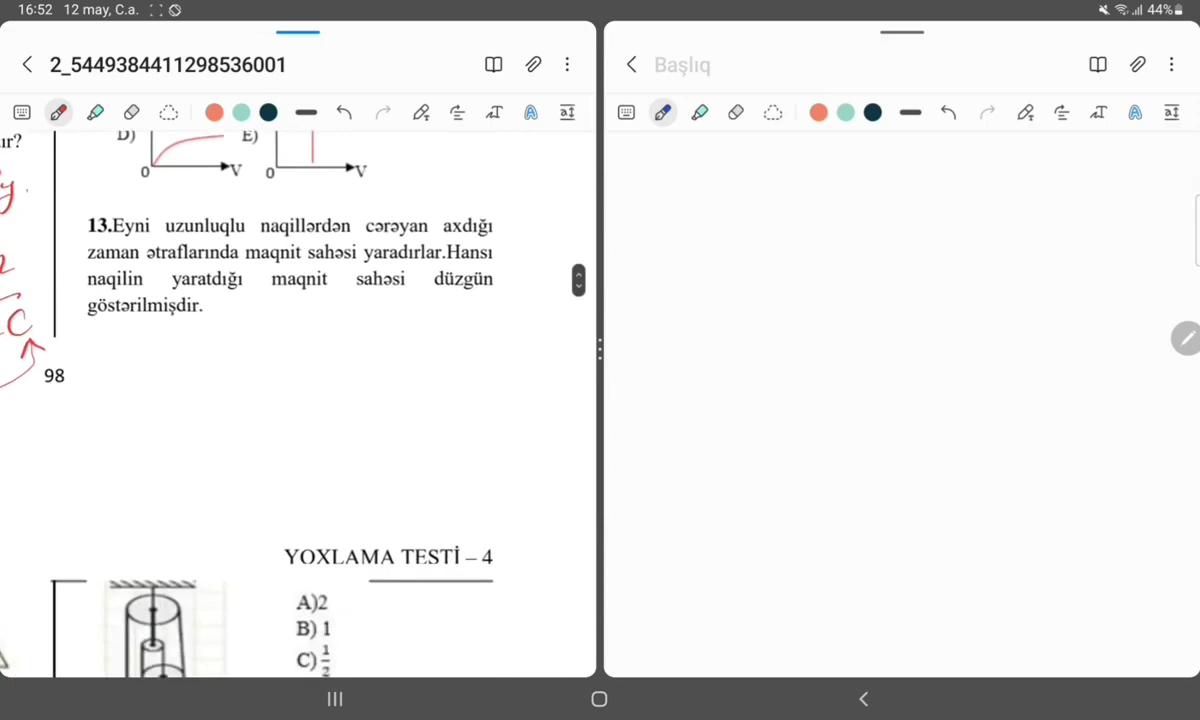 16:52 12 may, C.a. 44%
2_5449384411298536001
Başlıq
ır?
D) E)
0 V 0 V
y.
2
C
13.Eyni uzunluqlu naqillərdən cərəyan axdığı
zaman ətraflarında maqnit sahəsi yaradırlar.Hansı
naqilin yaratdığı maqnit sahəsi düzgün
göstərilmişdir.
98
YOXLAMA TESTİ – 4
A)2
B) 1
C) 1/2